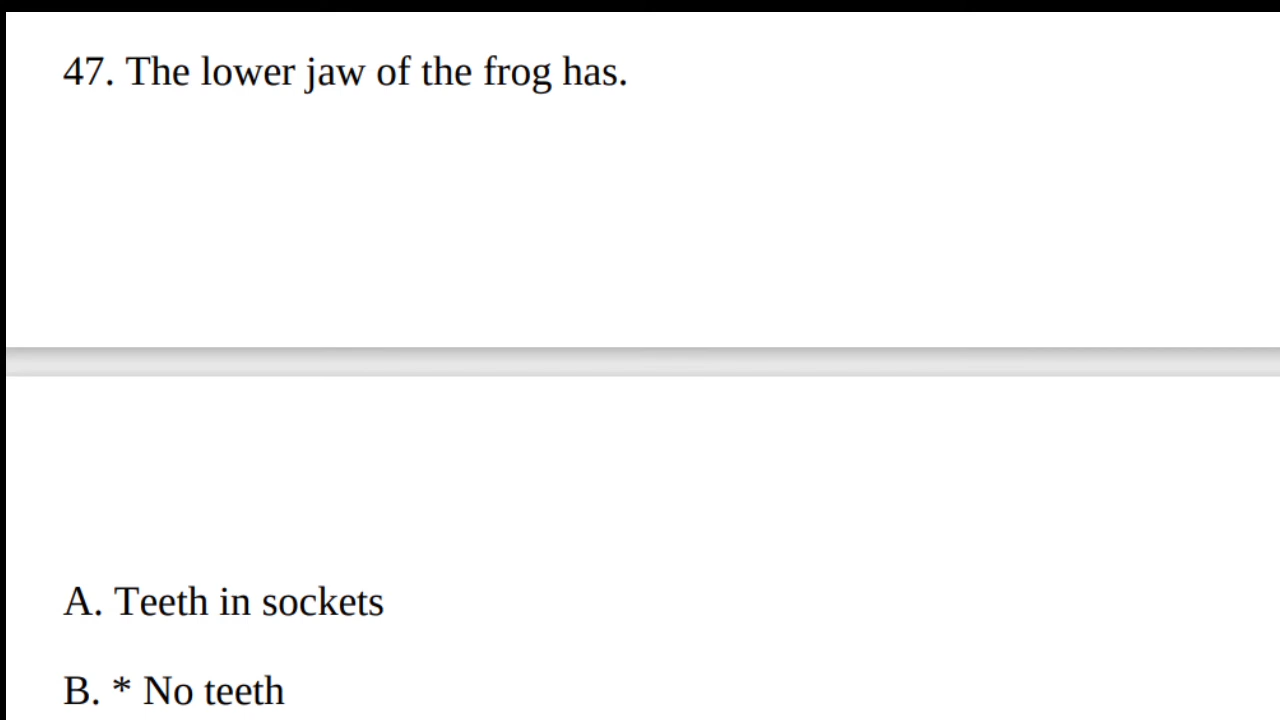 47. The lower jaw of the frog has.
A. Teeth in sockets
B. * No teeth